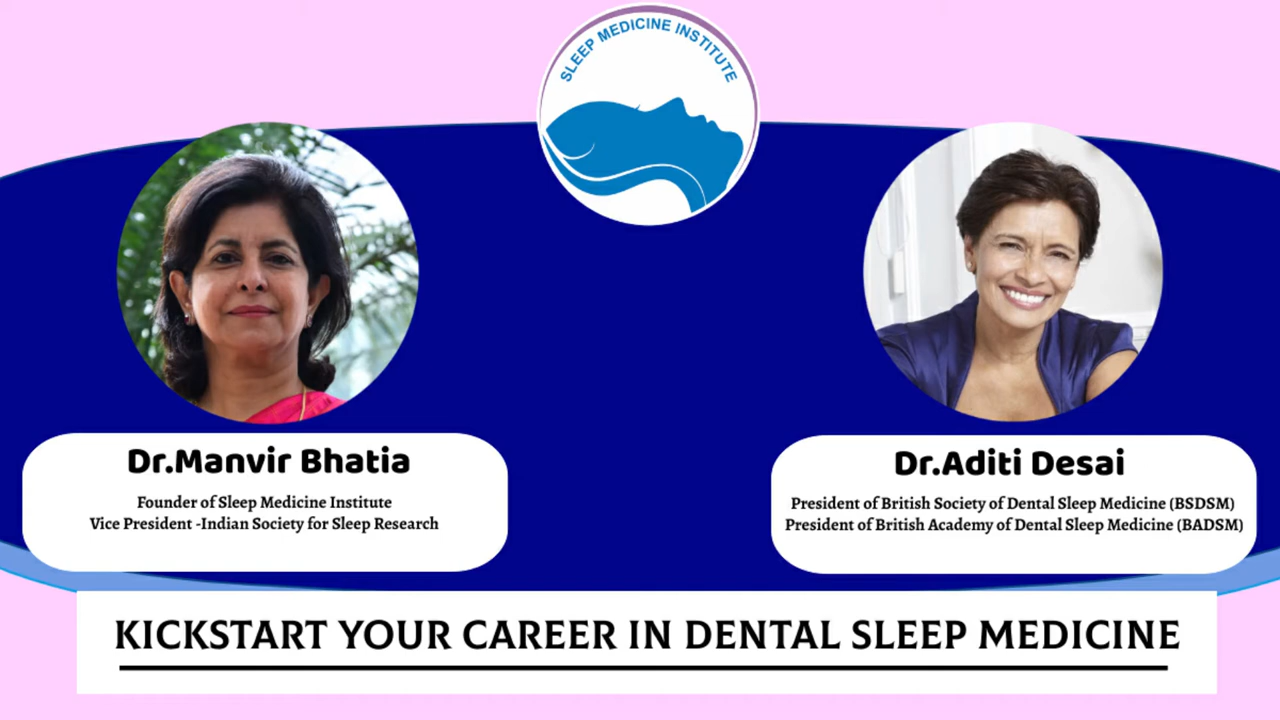 SLEEP MEDICINE INSTITUTE
Dr.Manvir Bhatia
Founder of Sleep Medicine Institute
Vice President -Indian Society for Sleep Research
Dr.Aditi Desai
President of British Society of Dental Sleep Medicine (BSDSM)
President of British Academy of Dental Sleep Medicine (BADSM)
KICKSTART YOUR CAREER IN DENTAL SLEEP MEDICINE